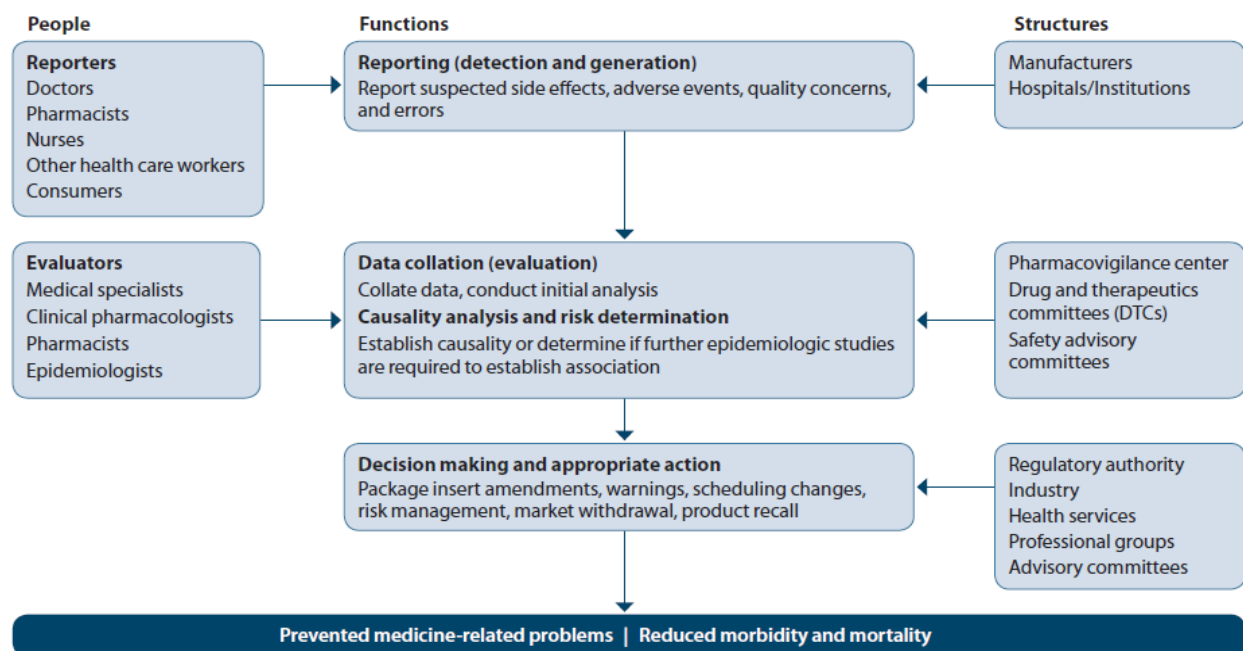 People
Functions
Structures
Reporters
Doctors
Pharmacists
Nurses
Other health care workers
Consumers
Reporting (detection and generation)
Report suspected side effects, adverse events, quality concerns,
and errors
Manufacturers
Hospitals/Institutions
Evaluators
Medical specialists
Clinical pharmacologists
Pharmacists
Epidemiologists
Data collation (evaluation)
Collate data, conduct initial analysis
Causality analysis and risk determination
Establish causality or determine if further epidemiologic studies
are required to establish association
Pharmacovigilance center
Drug and therapeutics
committees (DTCs)
Safety advisory
committees
Decision making and appropriate action
Package insert amendments, warnings, scheduling changes,
risk management, market withdrawal, product recall
Regulatory authority
Industry
Health services
Professional groups
Advisory committees
Prevented medicine-related problems | Reduced morbidity and mortality